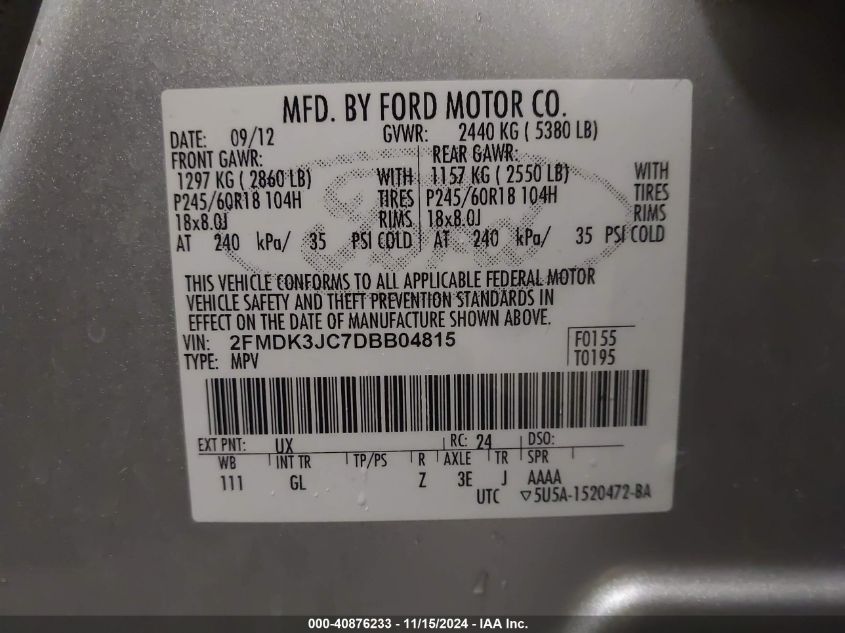 MFD. BY FORD MOTOR CO.
DATE: 09/12 GVWR: 2440 KG ( 5380 LB)
FRONT GAWR: REAR GAWR:
1297 KG ( 2860 LB) WITH 1157 KG ( 2550 LB) WITH
P245/60R18 104H TIRES P245/60R18 104H TIRES
18x8.0J RIMS 18x8.0J RIMS
AT 240 kPa/ 35 PSI COLD AT 240 kPa/ 35 PSI COLD
THIS VEHICLE CONFORMS TO ALL APPLICABLE FEDERAL MOTOR
VEHICLE SAFETY AND THEFT PREVENTION STANDARDS IN
EFFECT ON THE DATE OF MANUFACTURE SHOWN ABOVE.
VIN: 2FMDK3JC7DBB04815 F0155
TYPE: MPV T0195
EXT PNT: UX RC: 24 DSO:
WB INT TR TP/PS R AXLE TR SPR
111 GL Z 3E J AAAA
UTC ▽5U5A-1520472-BA
000-40876233 - 11/15/2024 - IAA Inc.